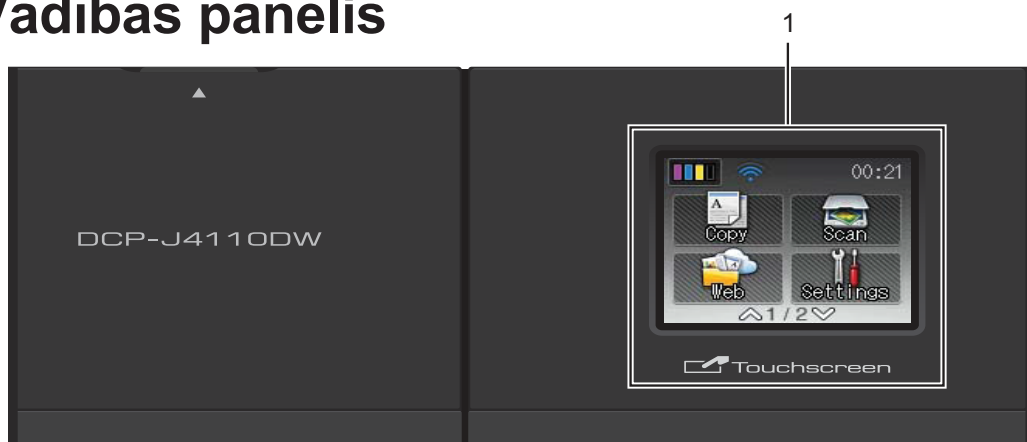 Vadības panelis
1
DCP-J4110DW
00:21
Copy
Scan
Web
Settings
1/2
Touchscreen